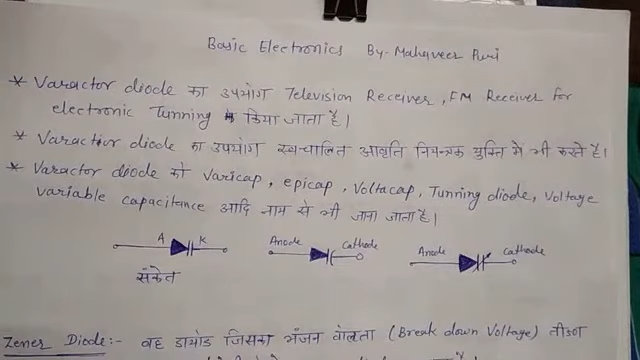 Basic Electronics By- Mahaveer Puri
* Varactor diode का उपयोग Television Receiver, FM Receiver for
electronic Tunning में किया जाता है।
* Varactior diode का उपयोग स्वचालित आवृति नियन्त्रक युक्ति में भी करते है।
* Varactor diode को Varicap, epicap, Voltacap, Tunning diode, Voltage
variable capacitance आदि नाम से भी जाना जाता है।
A K Anode Cathode Anode Cathode
संकेत
Zener Diode:- वह डायोड जिसका भंजन वोल्टता (Break down Voltage) तीक्ष्ण